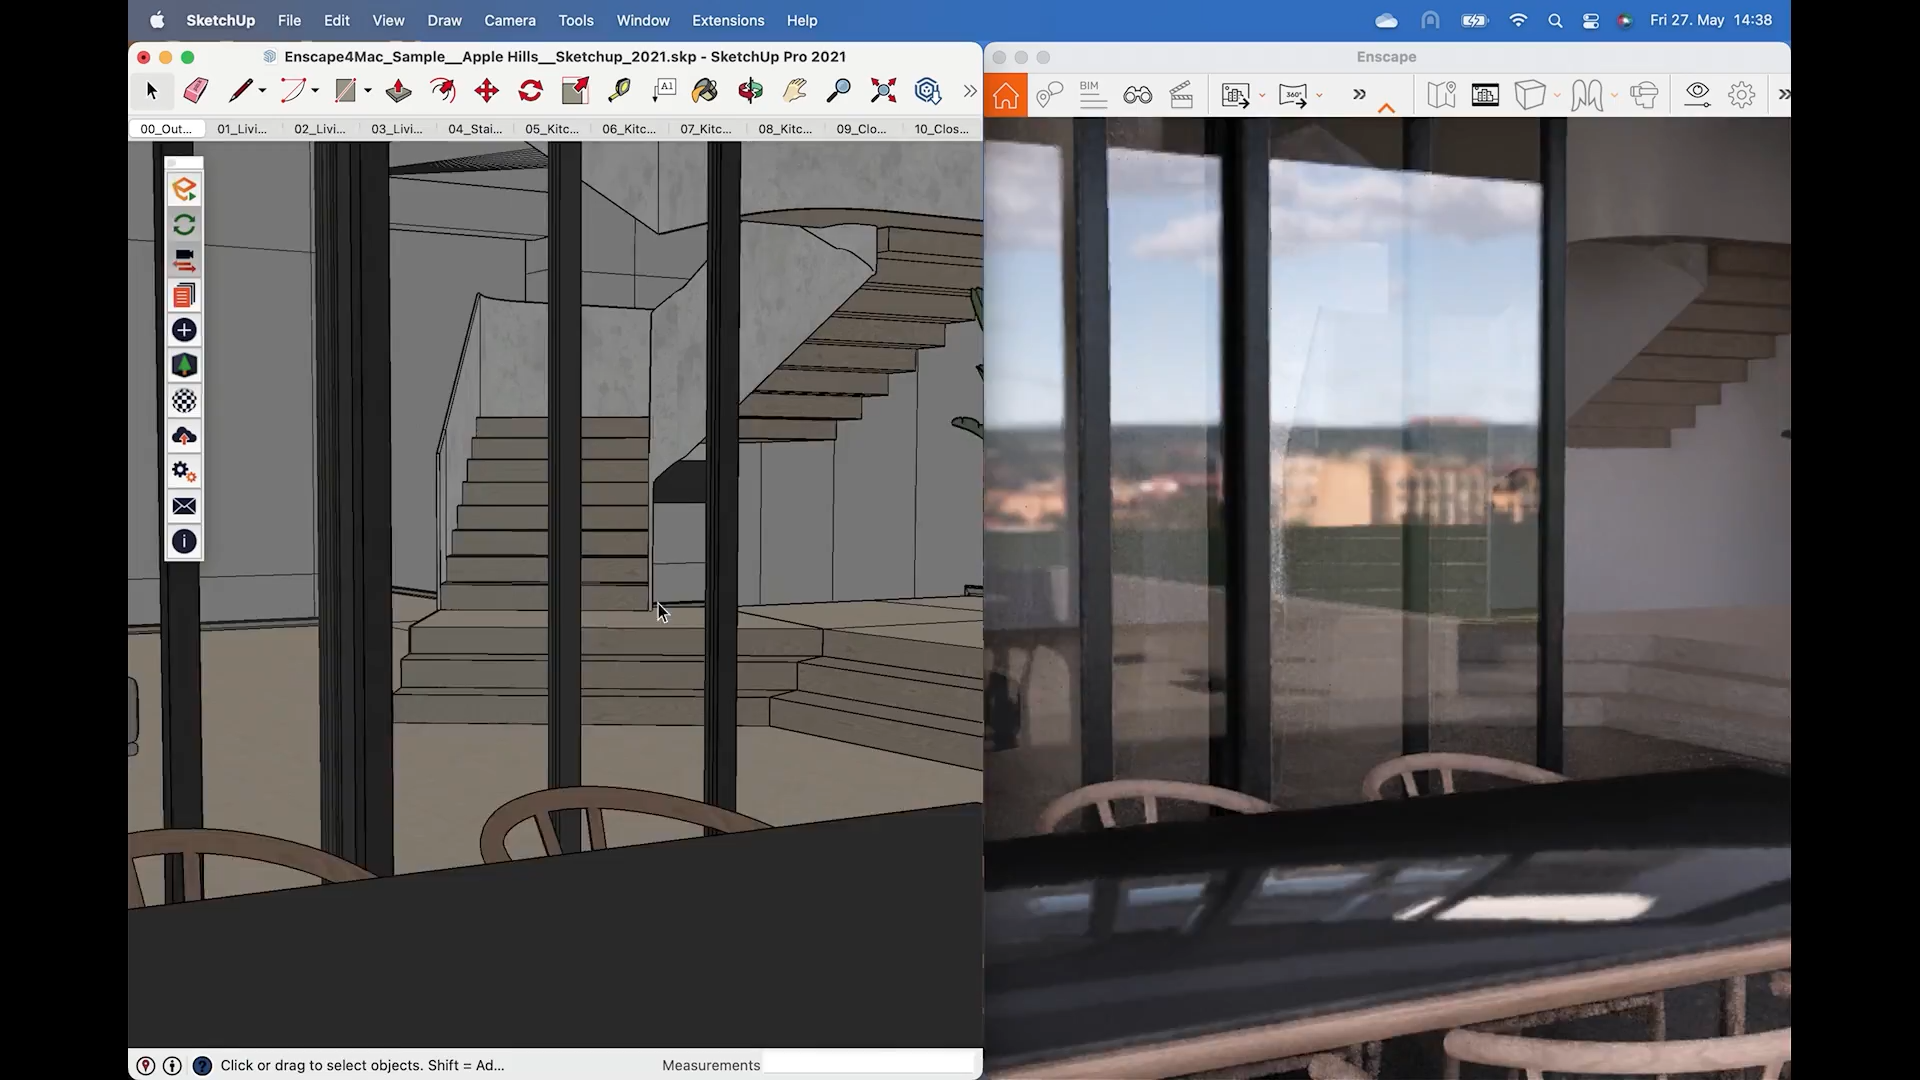 SketchUp File Edit View Draw Camera Tools Window Extensions Help Fri 27. May 14:38
Enscape4Mac_Sample__Apple Hills__Sketchup_2021.skp - SketchUp Pro 2021
Enscape
A1
BIM
360°
00_Out... 01_Livi... 02_Livi... 03_Livi... 04_Stai... 05_Kitc... 06_Kitc... 07_Kitc... 08_Kitc... 09_Clo... 10_Clos...
Click or drag to select objects. Shift = Ad... Measurements